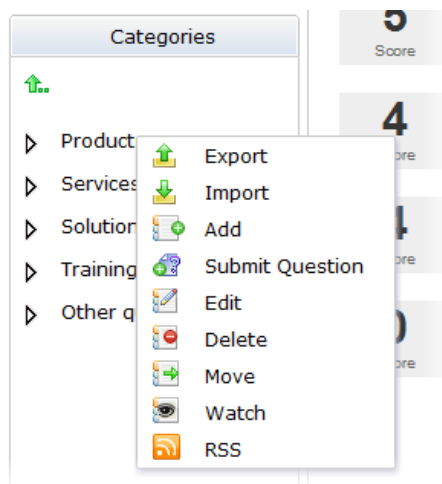 Categories
5
Score
4
Product
Export
Services
Import
Solution
Add
Training
Submit Question
Other q
Edit
Delete
Move
Watch
RSS